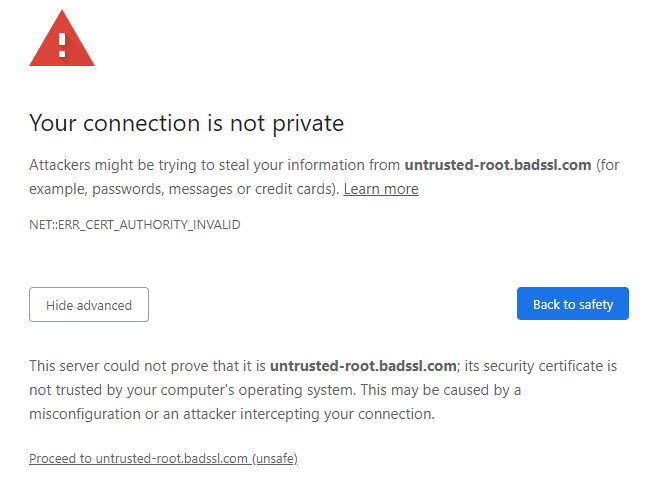 Your connection is not private
Attackers might be trying to steal your information from untrusted-root.badssl.com (for
example, passwords, messages or credit cards). Learn more
NET::ERR_CERT_AUTHORITY_INVALID
Hide advanced
Back to safety
This server could not prove that it is untrusted-root.badssl.com; its security certificate is
not trusted by your computer's operating system. This may be caused by a
misconfiguration or an attacker intercepting your connection.
Proceed to untrusted-root.badssl.com (unsafe)